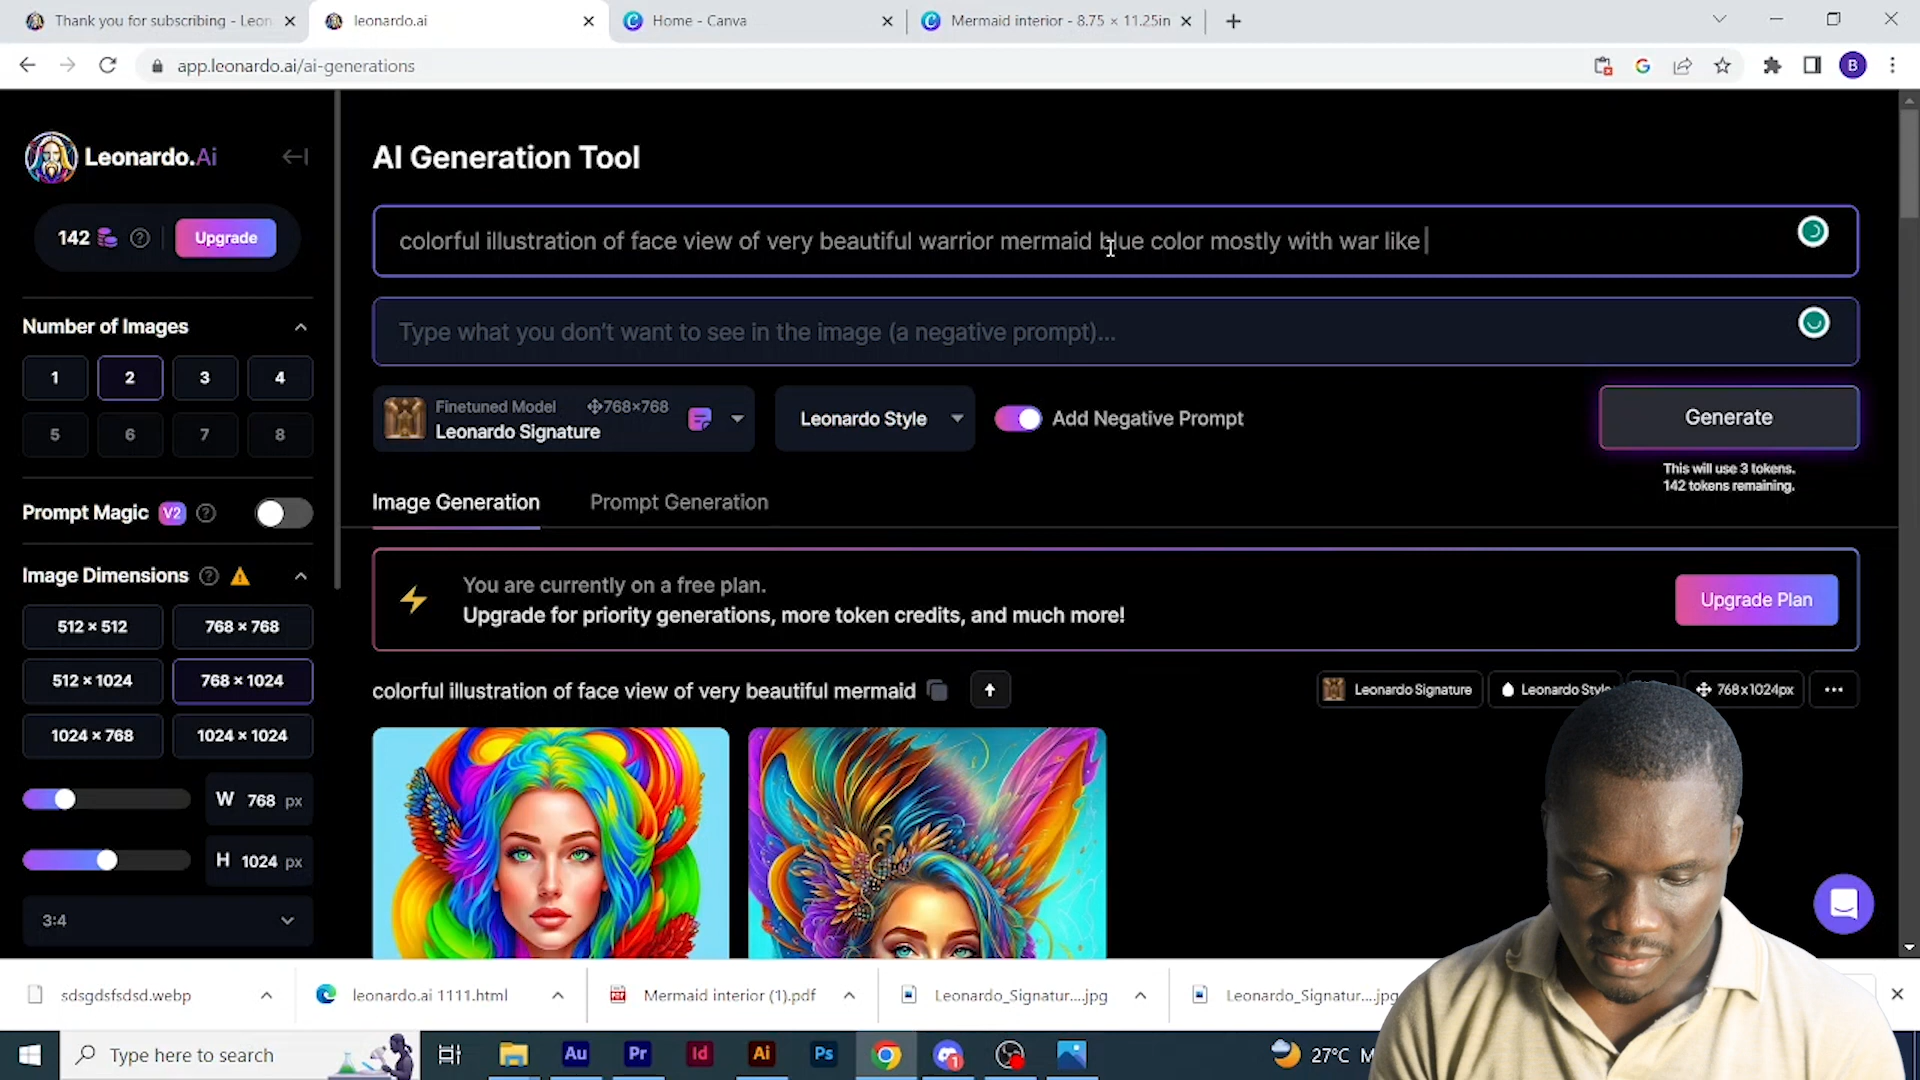 Thank you for subscribing - Leon
leonardo.ai
Home - Canva
Mermaid interior - 8.75 × 11.25in
app.leonardo.ai/ai-generations
B
Leonardo.Ai
142
Upgrade
Number of Images
1 2 3 4
5 6 7 8
Prompt Magic V2
Image Dimensions
512 × 512 768 × 768
512 × 1024 768 × 1024
1024 × 768 1024 × 1024
W 768 px
H 1024 px
3:4
AI Generation Tool
colorful illustration of face view of very beautiful warrior mermaid blue color mostly with war like
Type what you don't want to see in the image (a negative prompt)...
Finetuned Model 768×768
Leonardo Signature
Leonardo Style
Add Negative Prompt
Generate
This will use 3 tokens.
142 tokens remaining.
Image Generation Prompt Generation
You are currently on a free plan.
Upgrade for priority generations, more token credits, and much more!
Upgrade Plan
colorful illustration of face view of very beautiful mermaid
Leonardo Signature
Leonardo Style
768x1024px
sdsgdsfsdsd.webp
leonardo.ai 1111.html
Mermaid interior (1).pdf
Leonardo_Signatur....jpg
Leonardo_Signatur....jpg
Type here to search
Au Pr Id Ai Ps
1
27°C M